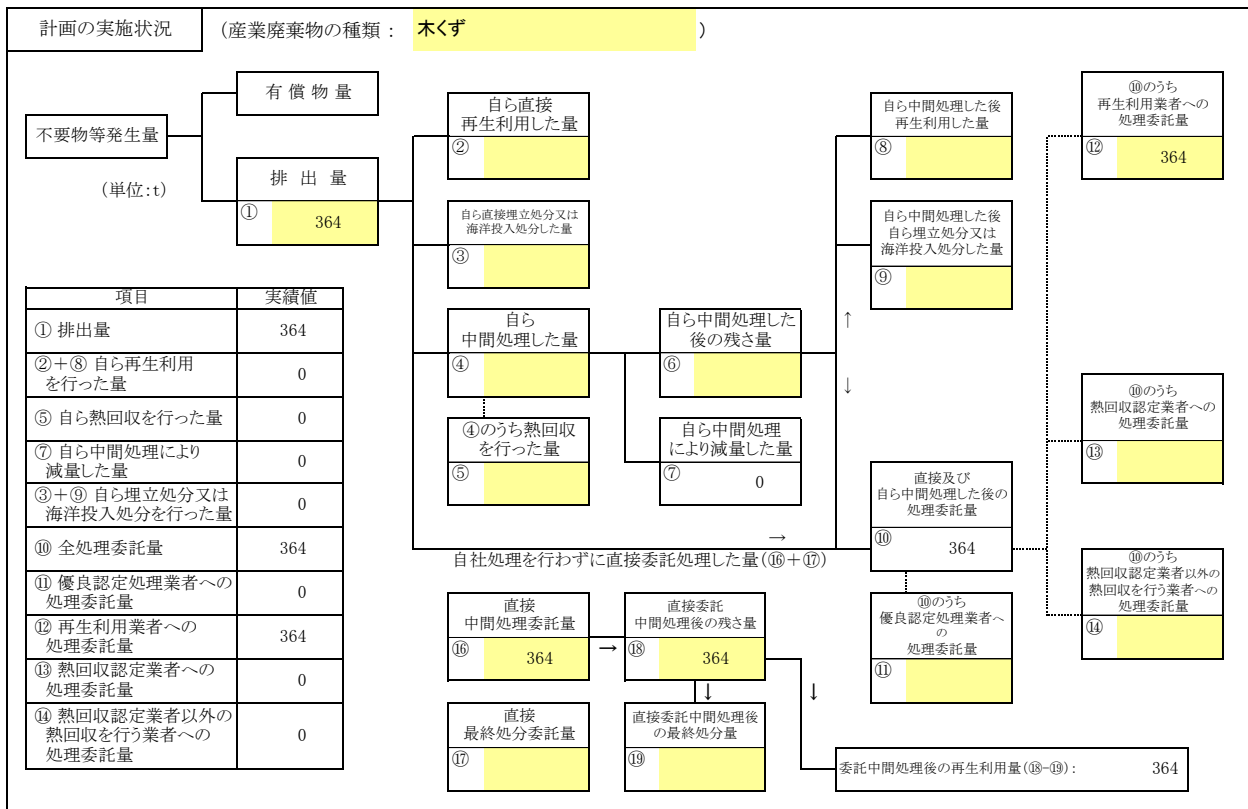 計画の実施状況
(産業廃棄物の種類：　木くず　)
不要物等発生量
(単位:t)
有 償 物 量
排 出 量
① 364
自ら直接
再生利用した量
②
自ら直接埋立処分又は
海洋投入処分した量
③
自ら
中間処理した量
④
④のうち熱回収
を行った量
⑤
自ら中間処理した
後の残さ量
⑥
自ら中間処理
により減量した量
⑦ 0
自ら中間処理した後
再生利用した量
⑧
自ら中間処理した後
自ら埋立処分又は
海洋投入処分した量
⑨
↑
↓
直接及び
自ら中間処理した後の
処理委託量
⑩ 364
⑩のうち
優良認定処理業者へ
の
処理委託量
⑪
⑩のうち
再生利用業者への
処理委託量
⑫ 364
⑩のうち
熱回収認定業者への
処理委託量
⑬
⑩のうち
熱回収認定業者以外の
熱回収を行う業者への
処理委託量
⑭
→
自社処理を行わずに直接委託処理した量(⑯+⑰)
直接
中間処理委託量
⑯ 364
→
直接委託
中間処理後の残さ量
⑱ 364
↓
↓
直接
最終処分委託量
⑰
直接委託中間処理後
の最終処分量
⑲
委託中間処理後の再生利用量(⑱-⑲)： 364
項目 実績値
① 排出量 364
②+⑧ 自ら再生利用
を行った量 0
⑤ 自ら熱回収を行った量 0
⑦ 自ら中間処理により
減量した量 0
③+⑨ 自ら埋立処分又は
海洋投入処分を行った量 0
⑩ 全処理委託量 364
⑪ 優良認定処理業者への
処理委託量 0
⑫ 再生利用業者への
処理委託量 364
⑬ 熱回収認定業者への
処理委託量 0
⑭ 熱回収認定業者以外の
熱回収を行う業者への
処理委託量 0